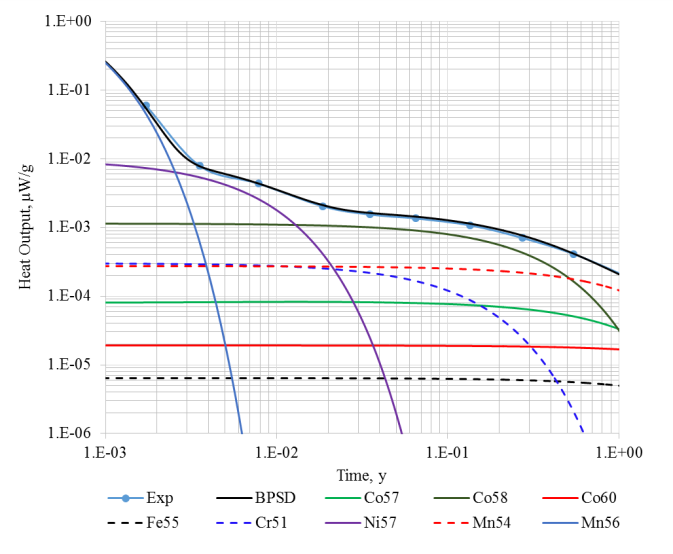 1.E+00
1.E-01
1.E-02
1.E-03
1.E-04
1.E-05
1.E-06
Heat Output, µW/g
1.E-03 1.E-02 1.E-01 1.E+00
Time, y
Exp BPSD Co57 Co58 Co60
Fe55 Cr51 Ni57 Mn54 Mn56